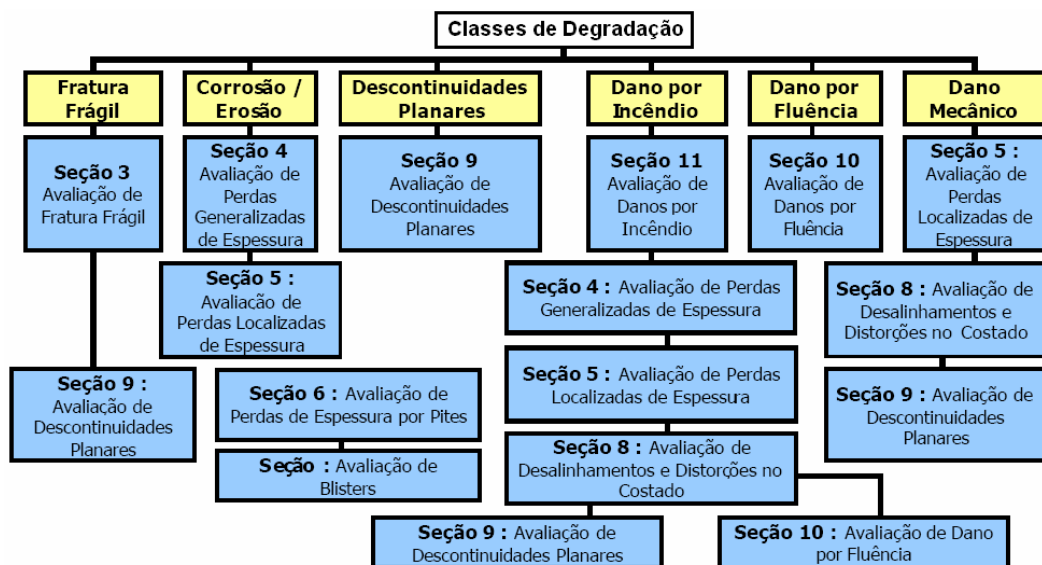 Classes de Degradação
Fratura
Frágil
Corrosão /
Erosão
Descontinuidades
Planares
Dano por
Incêndio
Dano por
Fluência
Dano
Mecânico
Seção 3
Avaliação de
Fratura Frágil
Seção 4
Avaliação de
Perdas
Generalizadas
de Espessura
Seção 9
Avaliação de
Descontinuidades
Planares
Seção 11
Avaliação de
Danos por
Incêndio
Seção 10
Avaliação de
Danos por
Fluência
Seção 5 :
Avaliação de
Perdas
Localizadas de
Espessura
Seção 5 :
Avaliação de
Perdas Localizadas
de Espessura
Seção 4 : Avaliação de Perdas
Generalizadas de Espessura
Seção 8 : Avaliação de
Desalinhamentos e
Distorções no Costado
Seção 9 :
Avaliação de
Descontinuidades
Planares
Seção 6 : Avaliação de
Perdas de Espessura por Pites
Seção 5 : Avaliação de Perdas
Localizadas de Espessura
Seção 9 : Avaliação de
Descontinuidades
Planares
Seção : Avaliação de
Blisters
Seção 8 : Avaliação de
Desalinhamentos e Distorções no
Costado
Seção 9 : Avaliação de
Descontinuidades Planares
Seção 10 : Avaliação de Dano
por Fluência